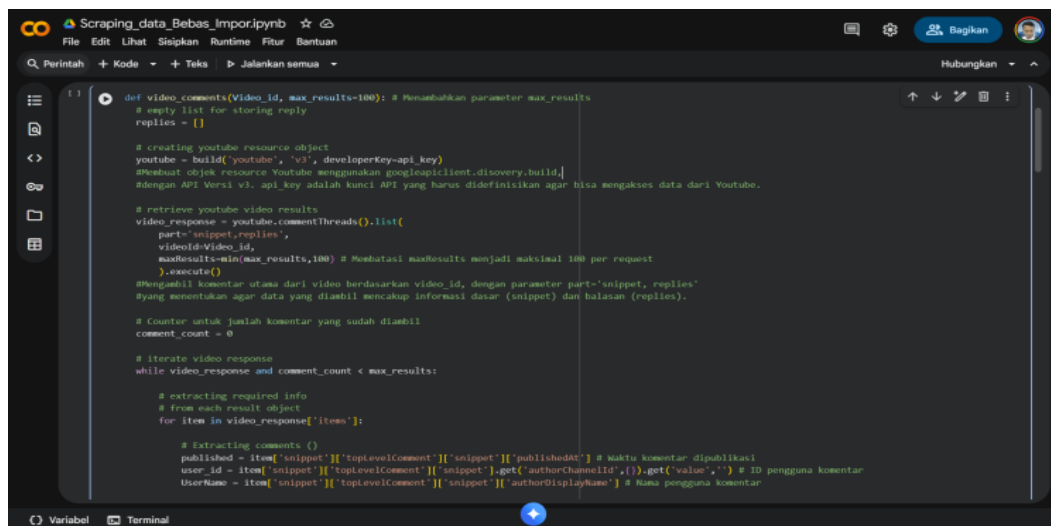 CO Scraping_data_Bebas_Impor.ipynb
File Edit Lihat Sisipkan Runtime Fitur Bantuan
Bagikan
Perintah + Kode + Teks Jalankan semua
Hubungkan
[ ]
def video_comments(Video_id, max_results=100): # Menambahkan parameter max_results
# empty list for storing reply
replies = []
# creating youtube resource object
youtube = build('youtube', 'v3', developerKey=api_key)
#Membuat objek resource Youtube menggunakan googleapiclient.disovery.build,
#dengan API Versi v3. api_key adalah kunci API yang harus didefinisikan agar bisa mengakses data dari Youtube.
# retrieve youtube video results
video_response = youtube.commentThreads().list(
part='snippet,replies',
videoId=Video_id,
maxResults=min(max_results,100) # Membatasi maxResults menjadi maksimal 100 per request
).execute()
#Mengambil komentar utama dari video berdasarkan video_id, dengan parameter part='snippet, replies'
#yang menentukan agar data yang diambil mencakup informasi dasar (snippet) dan balasan (replies).
# Counter untuk jumlah komentar yang sudah diambil
comment_count = 0
# iterate video response
while video_response and comment_count < max_results:
# extracting required info
# from each result object
for item in video_response['items']:
# Extracting comments ()
published = item['snippet']['topLevelComment']['snippet']['publishedAt'] # Waktu komentar dipublikasi
user_id = item['snippet']['topLevelComment']['snippet'].get('authorChannelId',{}).get('value','') # ID pengguna komentar
UserName = item['snippet']['topLevelComment']['snippet']['authorDisplayName'] # Nama pengguna komentar
Variabel Terminal